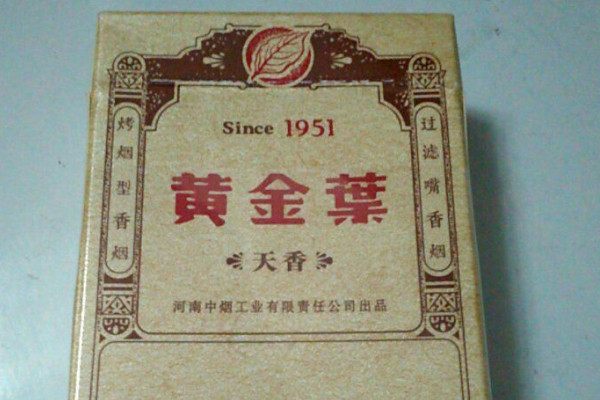 Since 1951
烤烟型香烟
过滤嘴香烟
黄金葉
天香
河南中烟工业有限责任公司出品